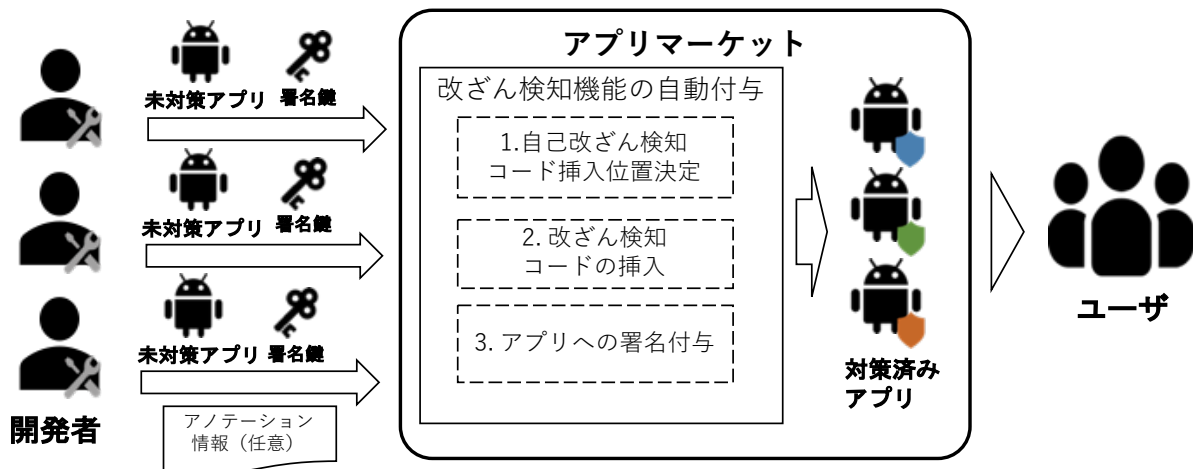 アプリマーケット
未対策アプリ 署名鍵
未対策アプリ 署名鍵
未対策アプリ 署名鍵
開発者
アノテーション
情報（任意）
改ざん検知機能の自動付与
1.自己改ざん検知
コード挿入位置決定
2. 改ざん検知
コードの挿入
3. アプリへの署名付与
対策済み
アプリ
ユーザ